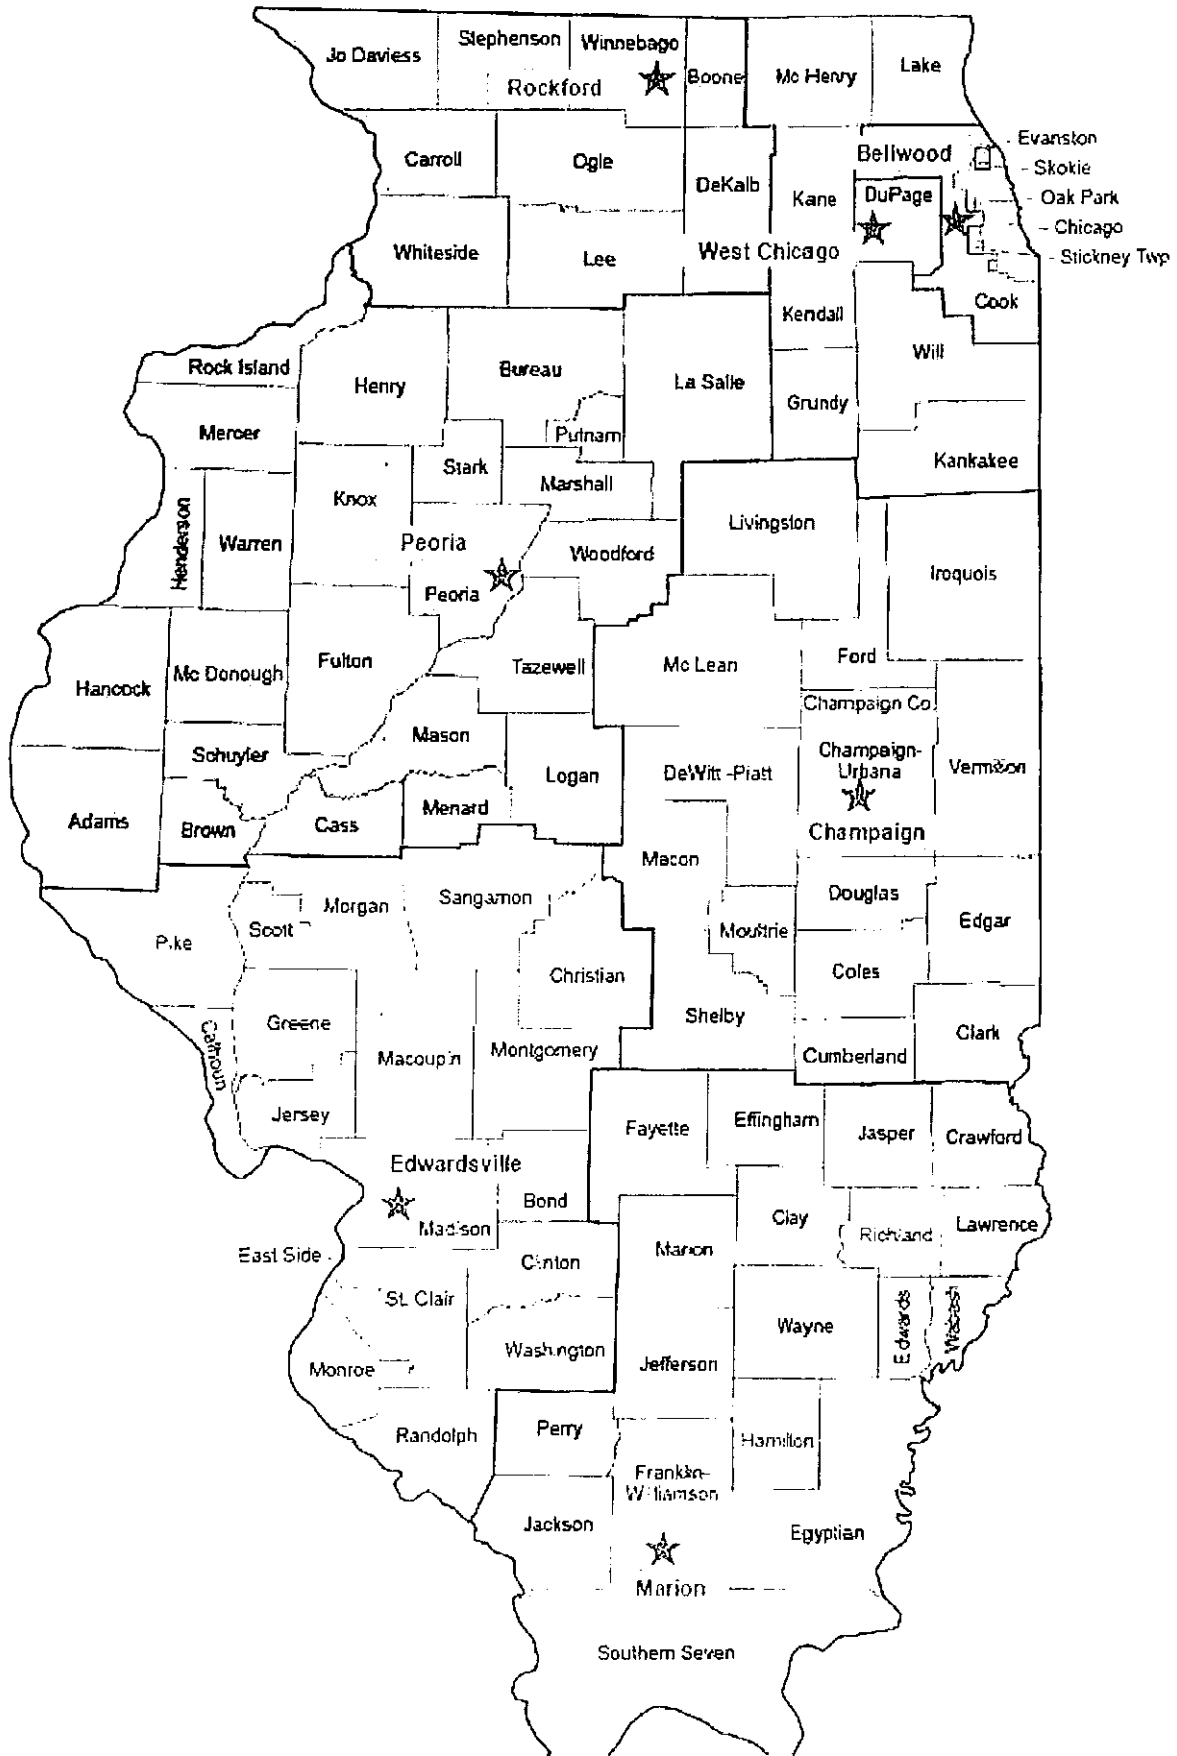 Jo Daviess
Stephenson
Winnebago
Rockford
Boone
Mc Henry
Lake
Carroll
Ogle
DeKalb
Kane
Bellwood
DuPage
Evanston
Skokie
Oak Park
Chicago
Stickney Twp
Whiteside
Lee
West Chicago
Cook
Kendall
Will
Rock Island
Henry
Bureau
La Salle
Grundy
Putnam
Mercer
Stark
Marshall
Kankakee
Knox
Henderson
Warren
Peoria
Woodford
Livingston
Iroquois
Peoria
Fulton
Tazewell
Mc Lean
Ford
Hancock
Mc Donough
Champaign Co.
Mason
Schuyler
Logan
DeWitt-Piatt
Champaign-
Urbana
Vermilion
Adams
Brown
Cass
Menard
Champaign
Macon
Douglas
Edgar
Pike
Scott
Morgan
Sangamon
Moultrie
Christian
Coles
Greene
Shelby
Clark
Calhoun
Macoupin
Montgomery
Cumberland
Jersey
Fayette
Effingham
Jasper
Crawford
Edwardsville
Bond
Clay
Richland
Lawrence
Madison
East Side
Clinton
Marion
St. Clair
Wayne
Edwards
Wabash
Monroe
Washington
Jefferson
Randolph
Perry
Hamilton
Franklin-
Williamson
Jackson
Egyptian
Marion
Southern Seven